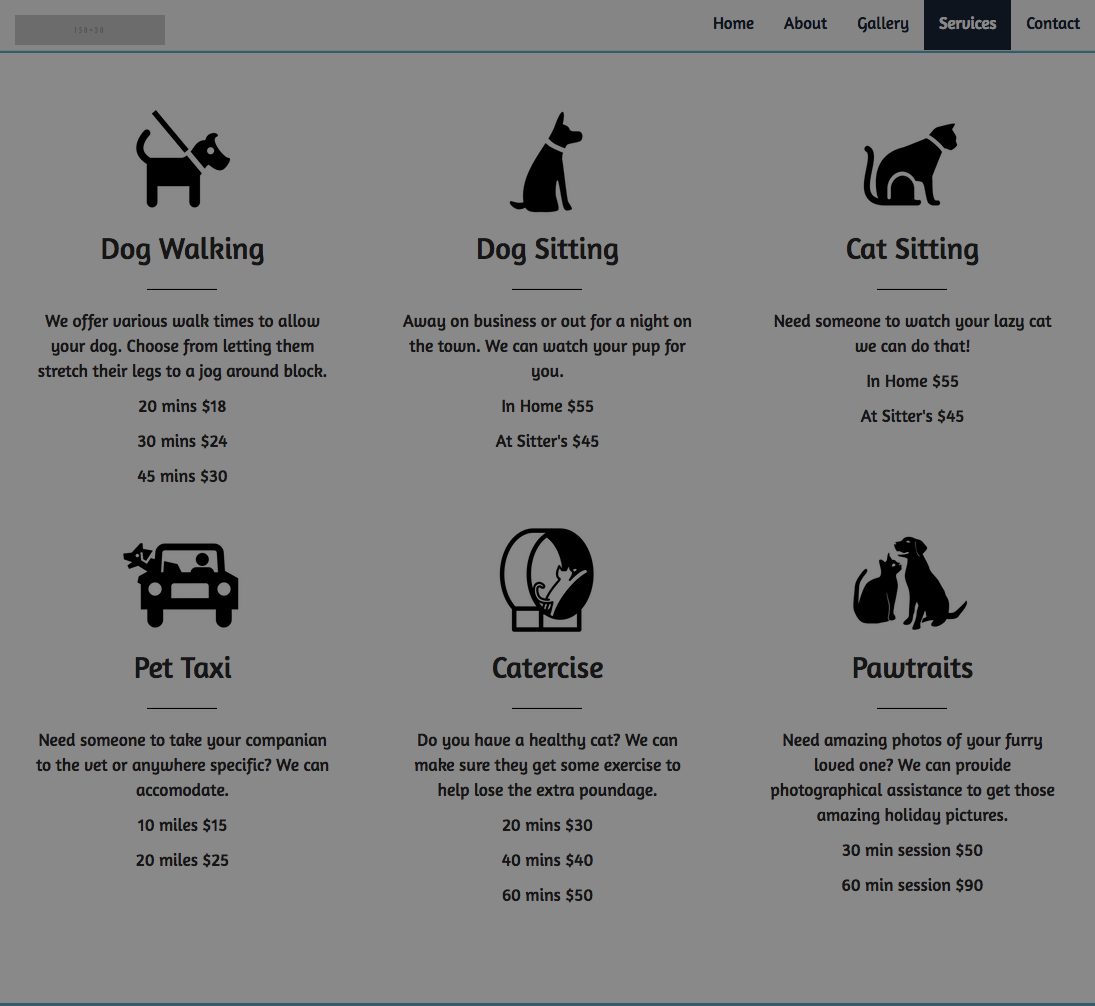 150×30
Home About Gallery Services Contact
Dog Walking
We offer various walk times to allow
your dog. Choose from letting them
stretch their legs to a jog around block.
20 mins $18
30 mins $24
45 mins $30
Dog Sitting
Away on business or out for a night on
the town. We can watch your pup for
you.
In Home $55
At Sitter's $45
Cat Sitting
Need someone to watch your lazy cat
we can do that!
In Home $55
At Sitter's $45
Pet Taxi
Need someone to take your companian
to the vet or anywhere specific? We can
accomodate.
10 miles $15
20 miles $25
Catercise
Do you have a healthy cat? We can
make sure they get some exercise to
help lose the extra poundage.
20 mins $30
40 mins $40
60 mins $50
Pawtraits
Need amazing photos of your furry
loved one? We can provide
photographical assistance to get those
amazing holiday pictures.
30 min session $50
60 min session $90